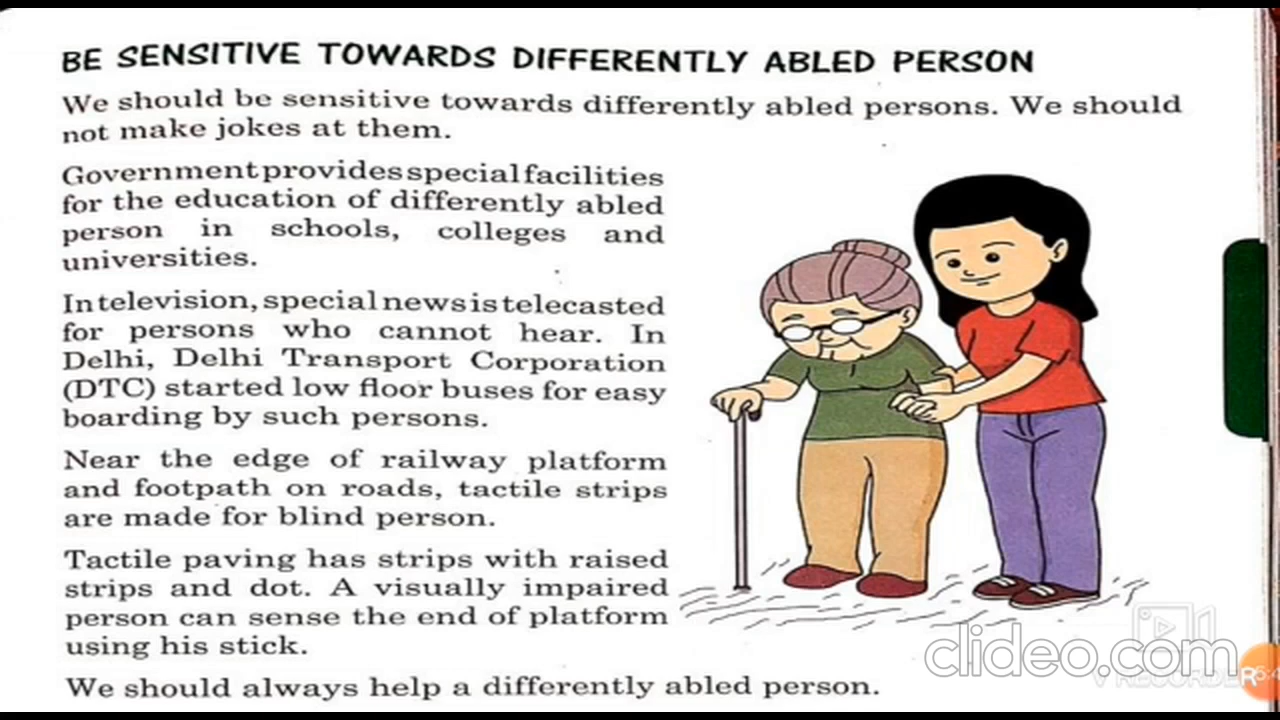 BE SENSITIVE TOWARDS DIFFERENTLY ABLED PERSON
We should be sensitive towards differently abled persons. We should
not make jokes at them.
Government provides special facilities
for the education of differently abled
person in schools, colleges and
universities.
In television, special news is telecasted
for persons who cannot hear. In
Delhi, Delhi Transport Corporation
(DTC) started low floor buses for easy
boarding by such persons.
Near the edge of railway platform
and footpath on roads, tactile strips
are made for blind person.
Tactile paving has strips with raised
strips and dot. A visually impaired
person can sense the end of platform
using his stick.
We should always help a differently abled person.
clideo.com